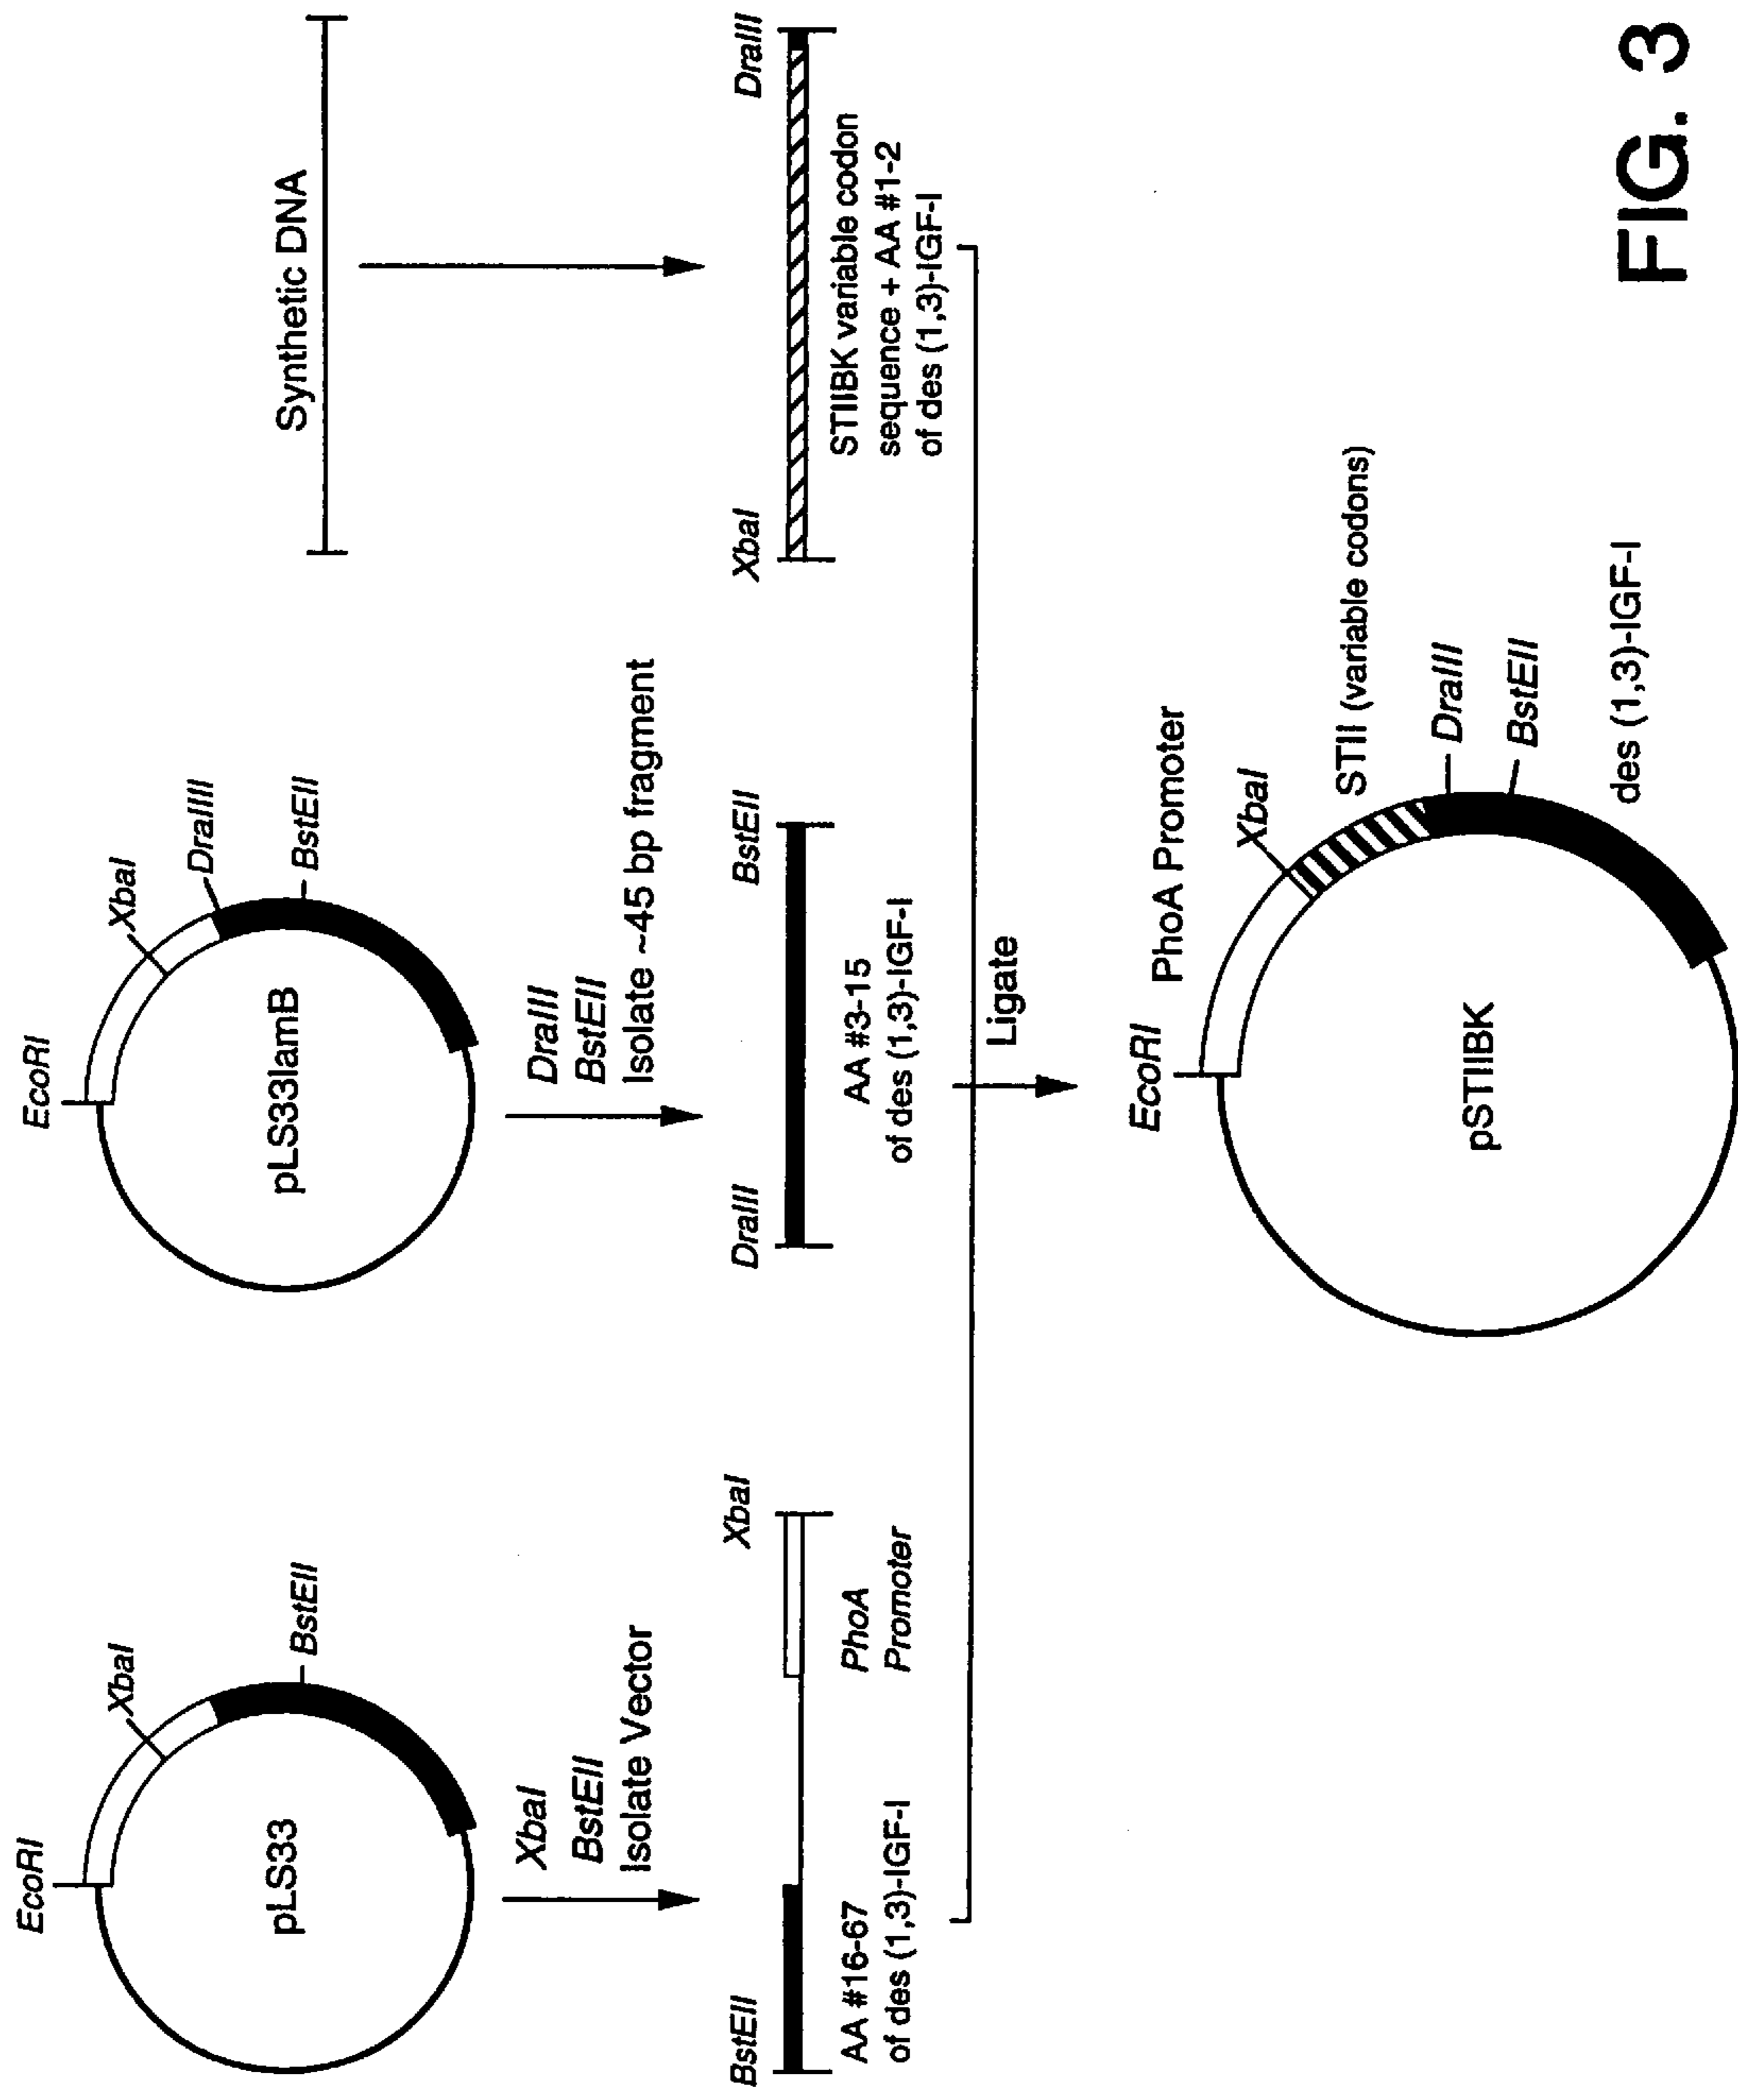 EcoRI
XbaI
BstEII
pLS33
XbaI
BstEII
Isolate Vector
BstEII
XbaI
AA #16-67
of des (1,3)-IGF-I
PhoA
Promoter
EcoRI
XbaI
DraIIII
BstEII
pLS33lamB
DraIII
BstEII
Isolate ~45 bp fragment
DraIII
BstEII
AA #3-15
of des (1,3)-IGF-I
Synthetic DNA
XbaI
DraIII
STIIBK variable codon
sequence + AA #1-2
of des (1,3)-IGF-I
Ligate
EcoRI
PhoA Promoter
XbaI
STII (variable codons)
DraIII
BstEII
des (1,3)-IGF-I
pSTIIBK
FIG. 3